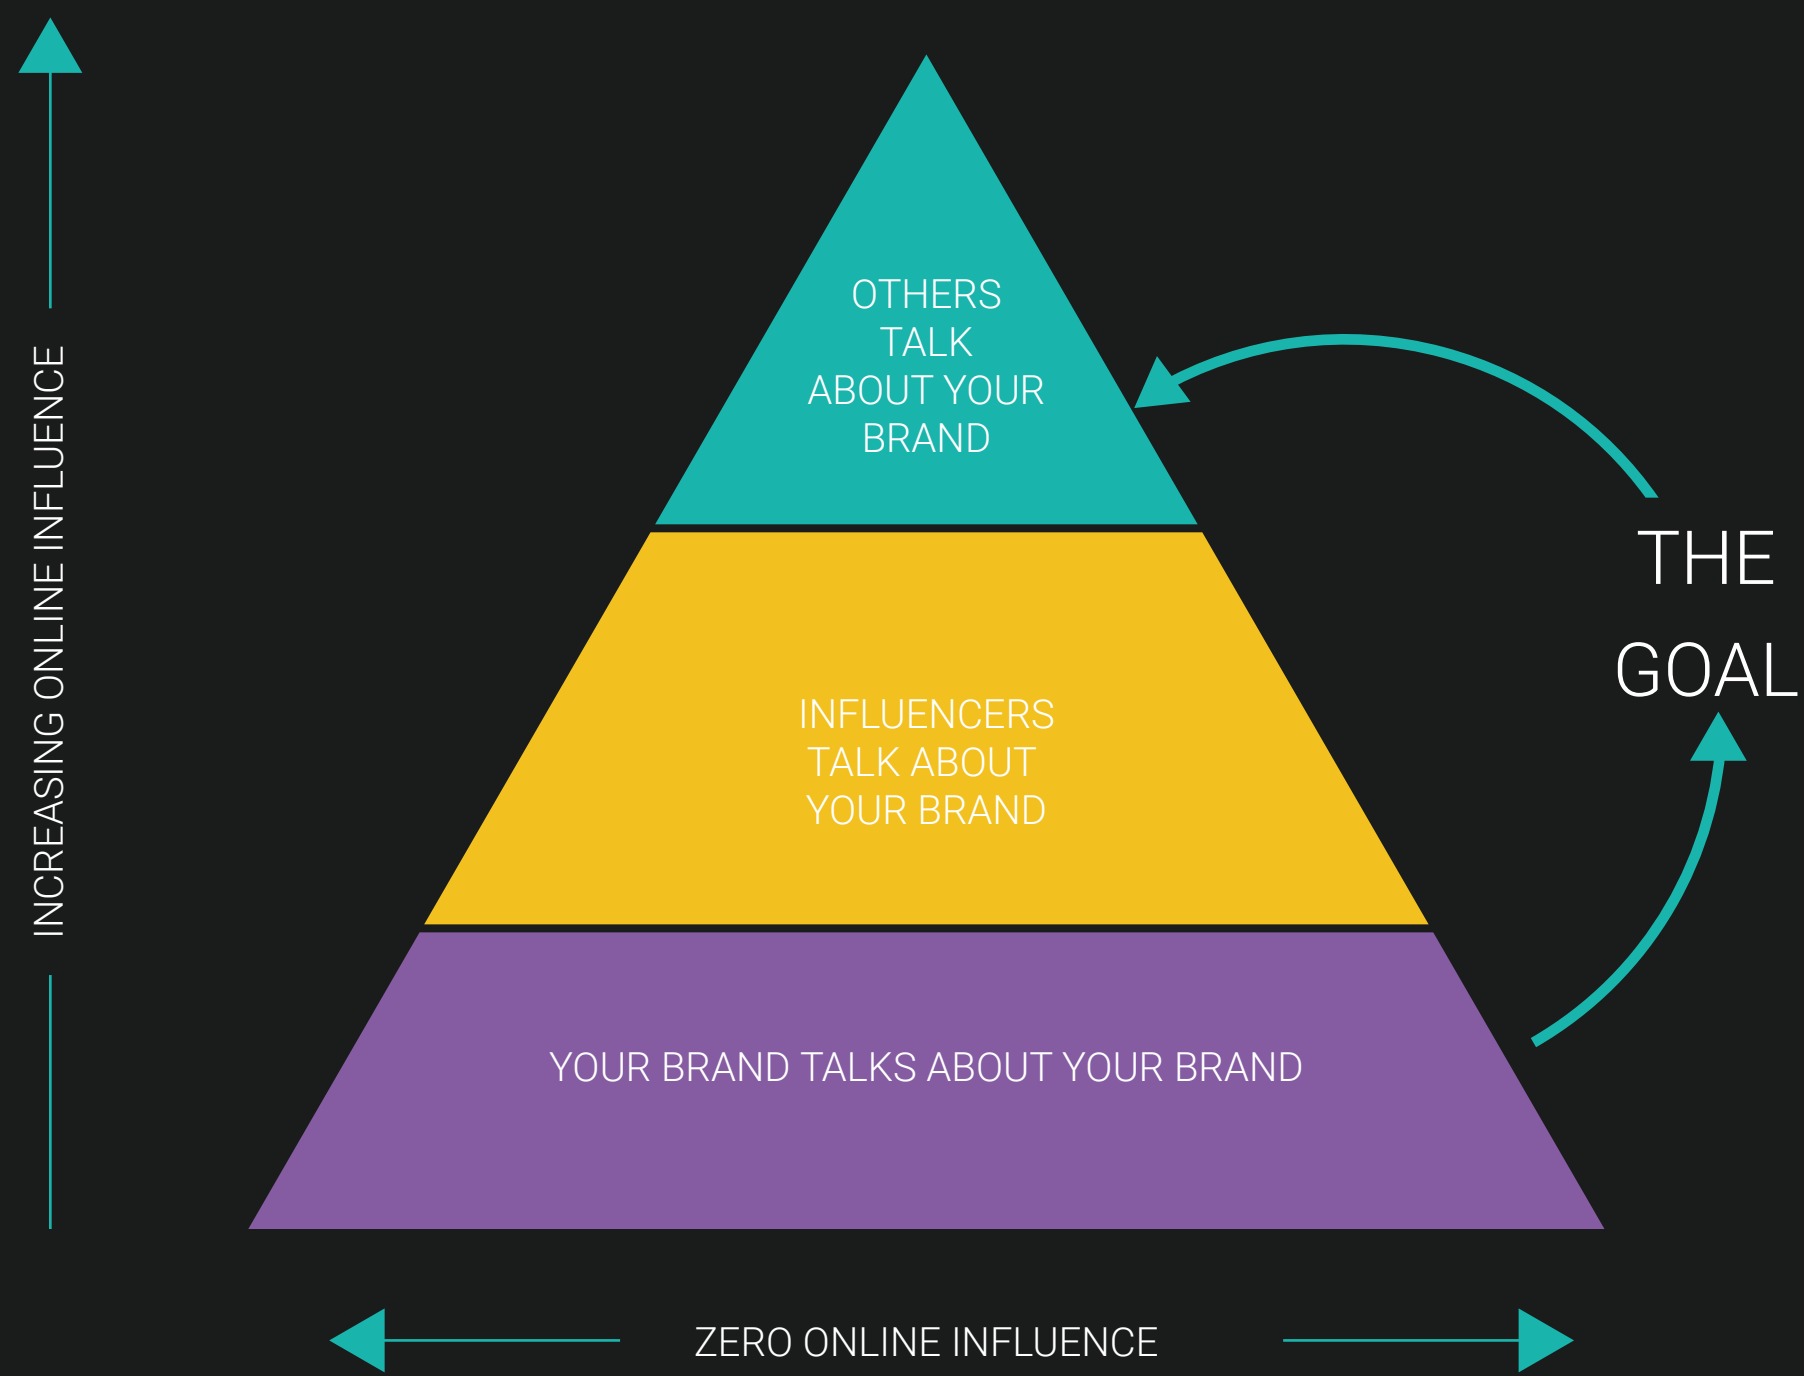 OTHERS
TALK
ABOUT YOUR
BRAND
INFLUENCERS
TALK ABOUT
YOUR BRAND
YOUR BRAND TALKS ABOUT YOUR BRAND
THE
GOAL
INCREASING ONLINE INFLUENCE
ZERO ONLINE INFLUENCE